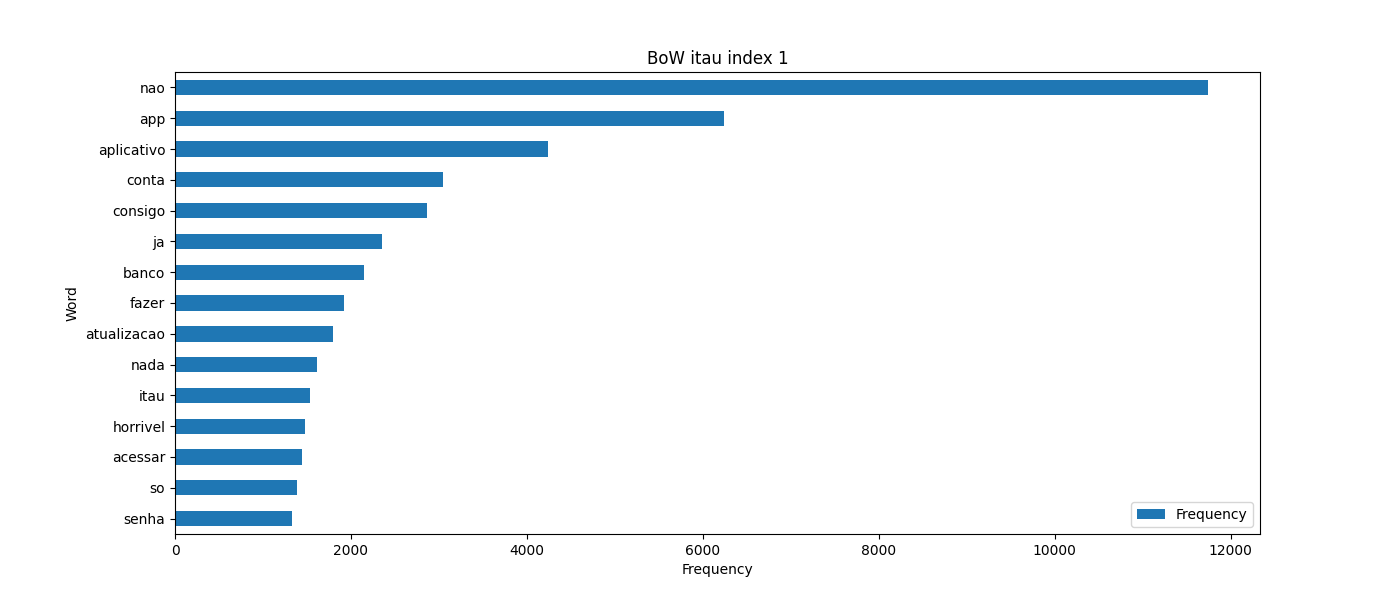 BoW itau index 1
nao
app
aplicativo
conta
consigo
ja
banco
fazer
atualizacao
nada
itau
horrivel
acessar
so
senha
Word
Frequency
0 2000 4000 6000 8000 10000 12000
Frequency